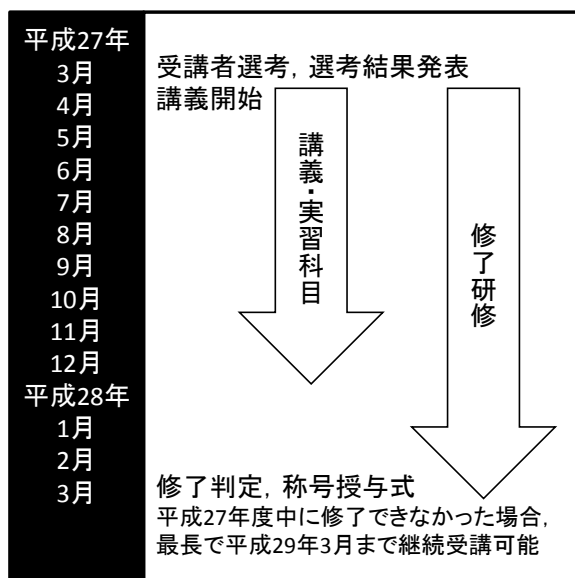 平成27年
3月
4月
5月
6月
7月
8月
9月
10月
11月
12月
平成28年
1月
2月
3月
受講者選考，選考結果発表
講義開始
講義・実習科目
修了研修
修了判定，称号授与式
平成27年度中に修了できなかった場合，
最長で平成29年3月まで継続受講可能